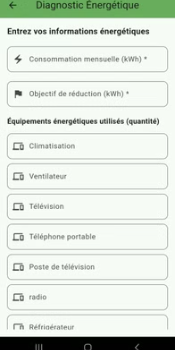 Diagnostic Énergétique
Entrez vos informations énergétiques
Consommation mensuelle (kWh) *
Objectif de réduction (kWh) *
Équipements énergétiques utilisés (quantité)
Climatisation
Ventilateur
Télévision
Téléphone portable
Poste de télévision
radio
Réfrigérateur